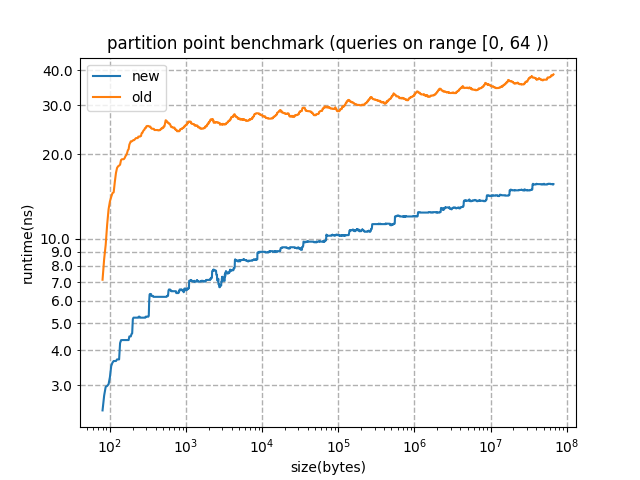 partition point benchmark (queries on range [0, 64 ))
new
old
runtime(ns)
40.0
30.0
20.0
10.0
9.0
8.0
7.0
6.0
5.0
4.0
3.0
10² 10³ 10⁴ 10⁵ 10⁶ 10⁷ 10⁸
size(bytes)